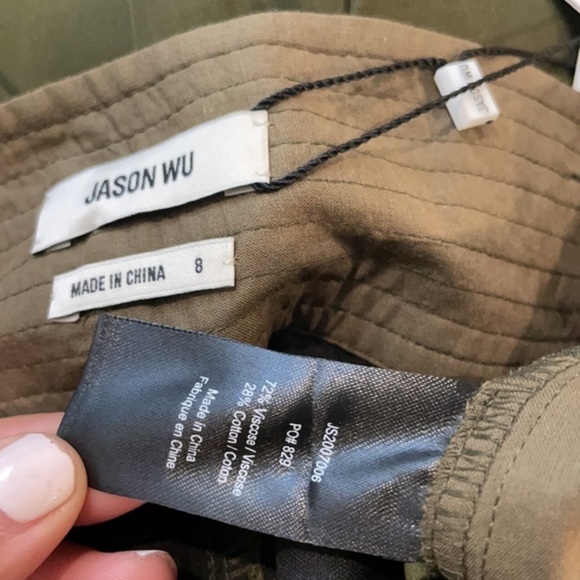 JASON WU
MADE IN CHINA 8
JS2007006
PO# 829
72% Viscose / Viscose
28% Cotton / Coton
Made in China
Fabriqué en Chine